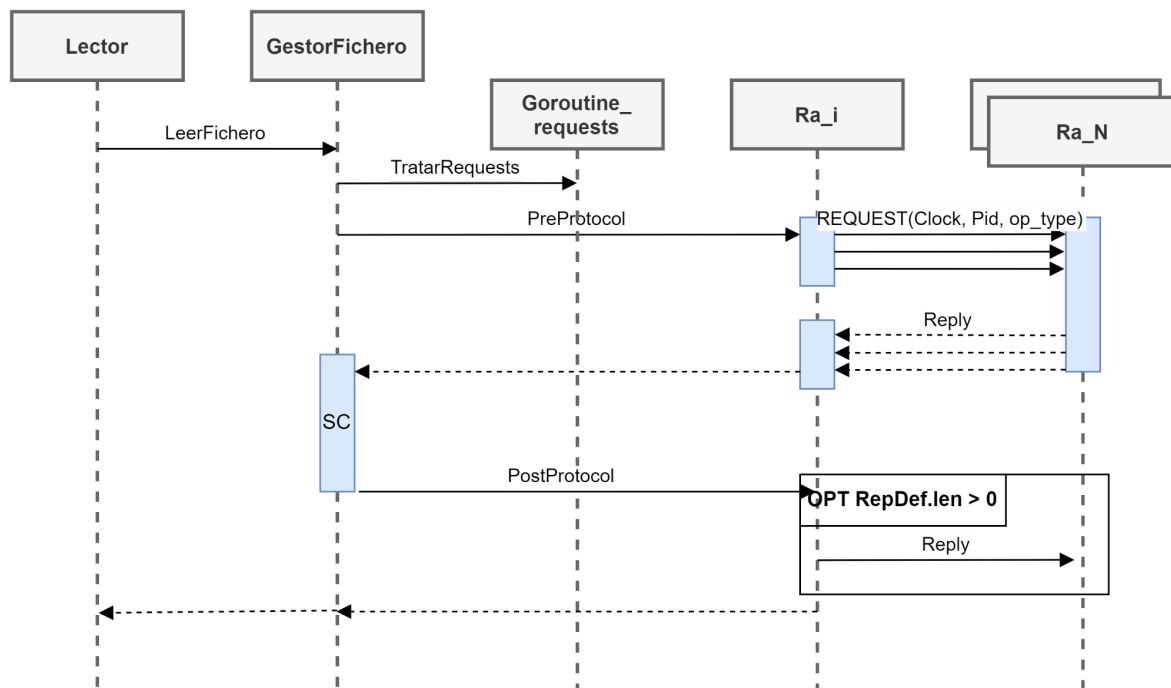 Lector
GestorFichero
Goroutine_
requests
Ra_i
Ra_N
LeerFichero
TratarRequests
PreProtocol
REQUEST(Clock, Pid, op_type)
Reply
SC
PostProtocol
OPT RepDef.len > 0
Reply